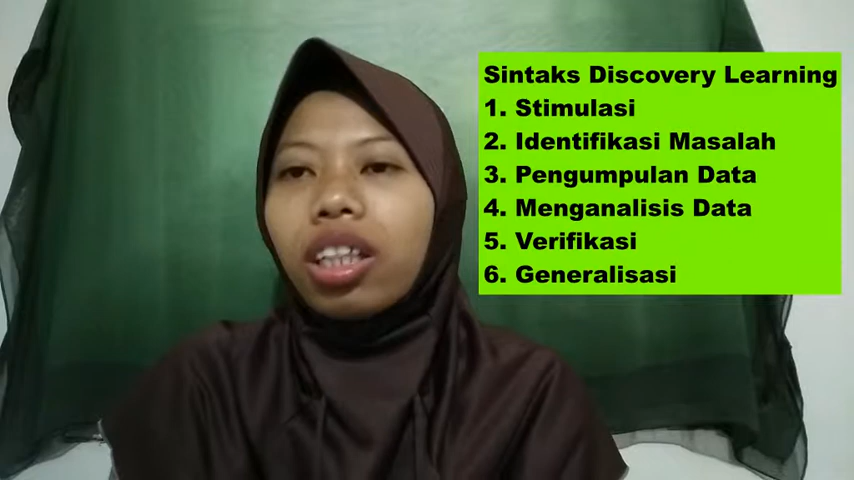 Sintaks Discovery Learning
1. Stimulasi
2. Identifikasi Masalah
3. Pengumpulan Data
4. Menganalisis Data
5. Verifikasi
6. Generalisasi